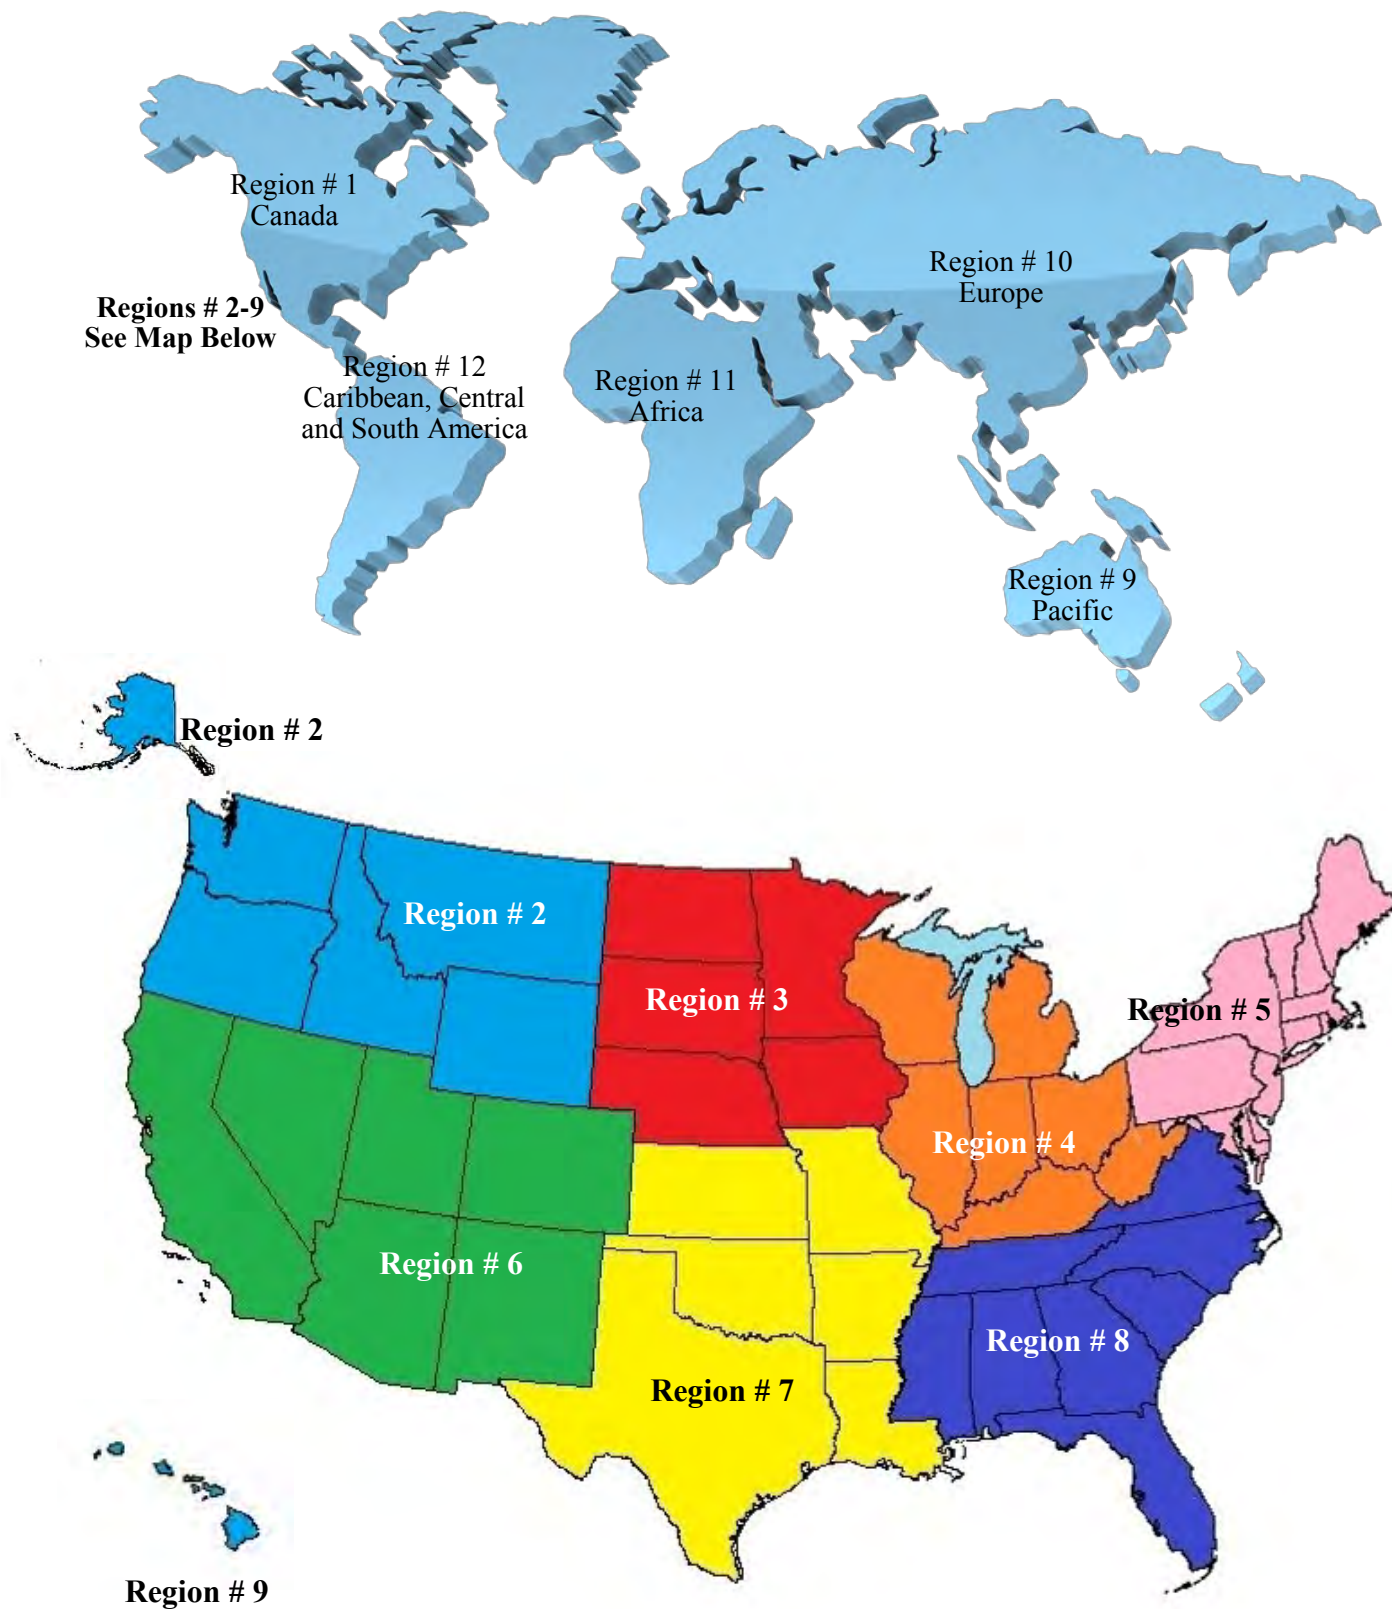 Region # 1
Canada
Region # 10
Europe
Regions # 2-9
See Map Below
Region # 12
Caribbean, Central
and South America
Region # 11
Africa
Region # 9
Pacific
Region # 2
Region # 2
Region # 3
Region # 5
Region # 4
Region # 6
Region # 8
Region # 7
Region # 9